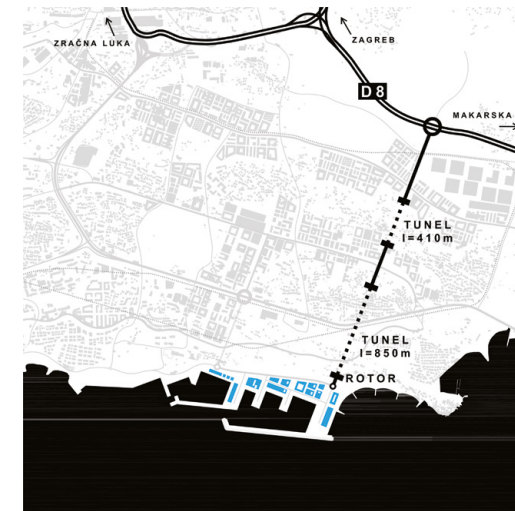 ZRAČNA LUKA
ZAGREB
D8
MAKARSKA
TUNEL
l=410m
TUNEL
l=850m
ROTOR